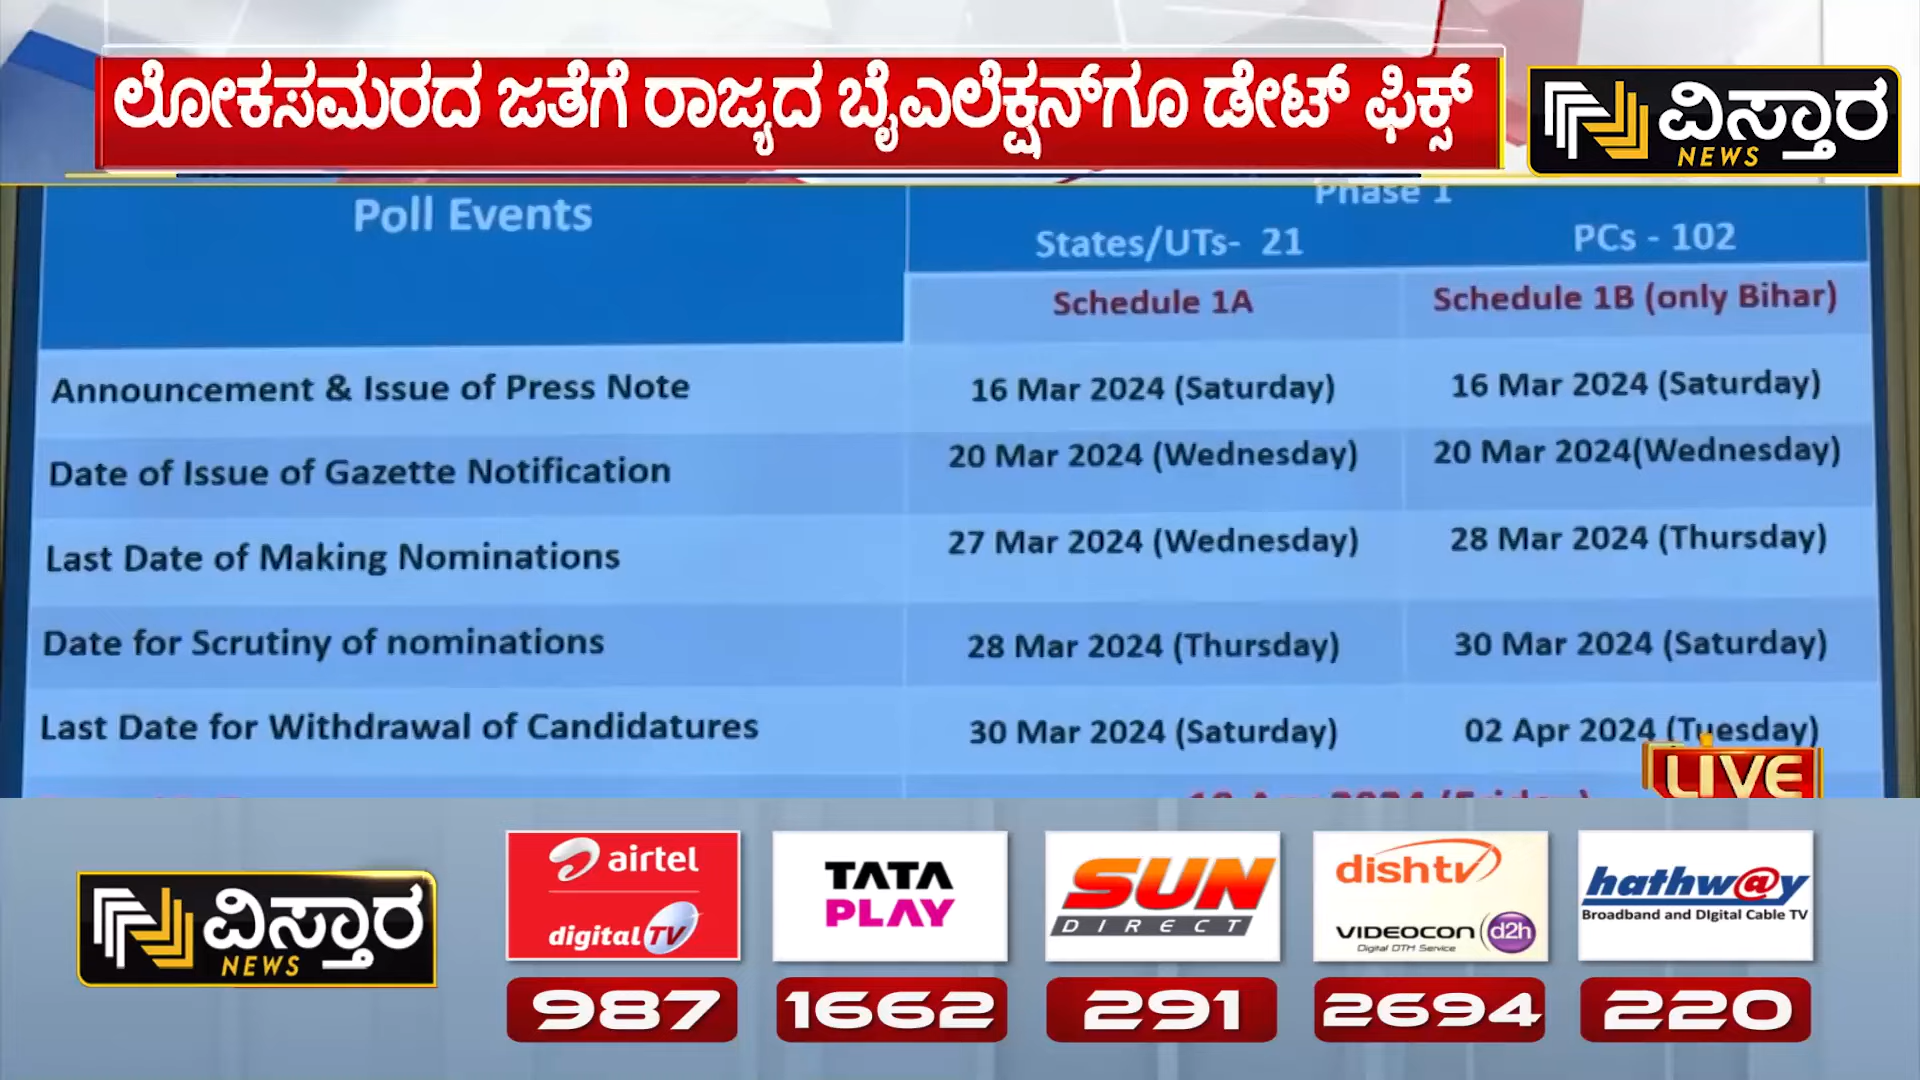 ಲೋಕಸಮರದ ಜತೆಗೆ ರಾಜ್ಯದ ಬೈಎಲೆಕ್ಷನ್‌ಗೂ ಡೇಟ್ ಫಿಕ್ಸ್
ವಿಸ್ತಾರ
NEWS
Poll Events
Phase 1
States/UTs- 21 PCs - 102
Schedule 1A Schedule 1B (only Bihar)
Announcement & Issue of Press Note 16 Mar 2024 (Saturday) 16 Mar 2024 (Saturday)
Date of Issue of Gazette Notification 20 Mar 2024 (Wednesday) 20 Mar 2024(Wednesday)
Last Date of Making Nominations 27 Mar 2024 (Wednesday) 28 Mar 2024 (Thursday)
Date for Scrutiny of nominations 28 Mar 2024 (Thursday) 30 Mar 2024 (Saturday)
Last Date for Withdrawal of Candidatures 30 Mar 2024 (Saturday) 02 Apr 2024 (Tuesday)
LIVE
ವಿಸ್ತಾರ
NEWS
airtel
digital TV
987
TATA
PLAY
1662
SUN
DIRECT
291
dishtv
VIDEOCON d2h
Digital DTH Service
2694
hathw@y
Broadband and Digital Cable TV
220